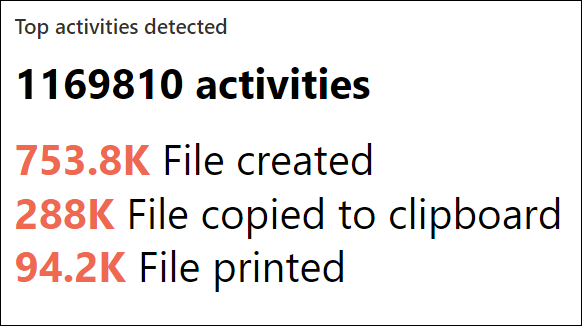 Top activities detected
1169810 activities
753.8K File created
288K File copied to clipboard
94.2K File printed